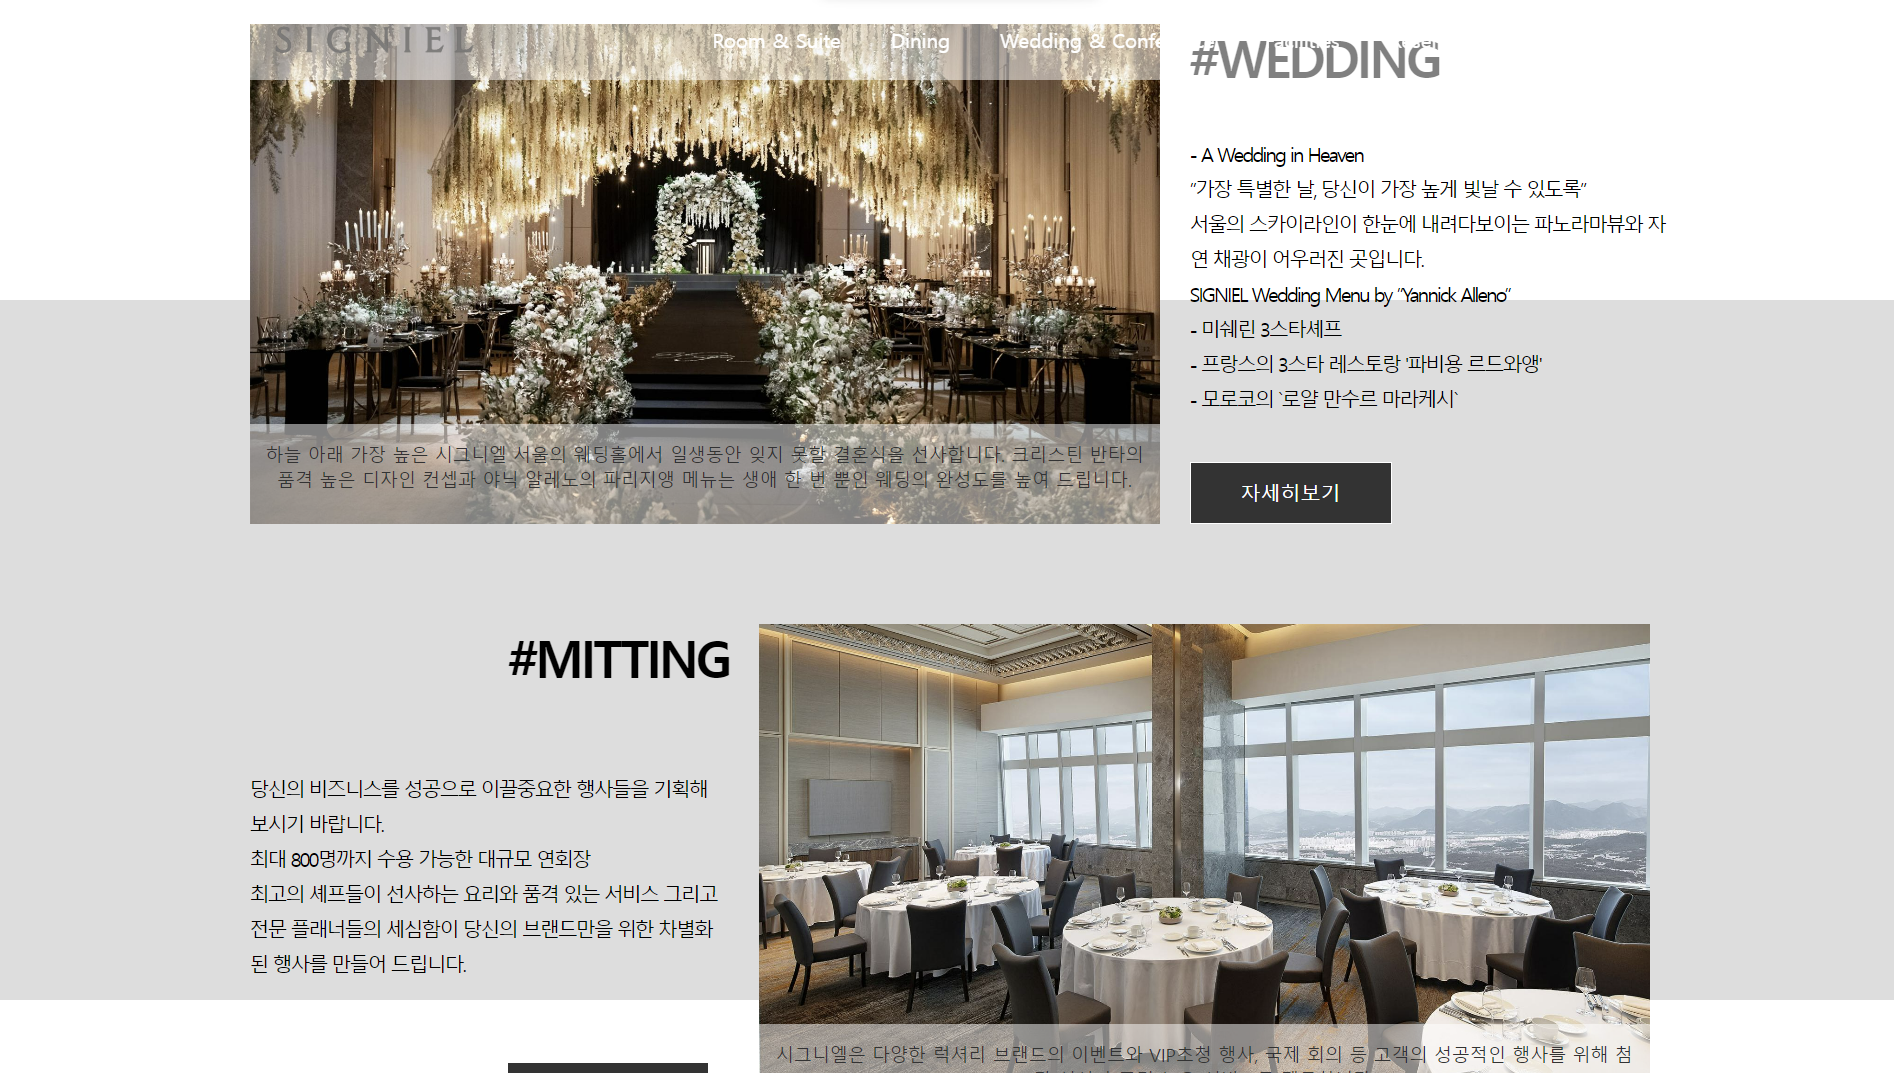 SIGNIEL
Room & Suite
Dining
Wedding &
#WEDDING
- A Wedding in Heaven
"가장 특별한 날, 당신이 가장 높게 빛날 수 있도록"
서울의 스카이라인이 한눈에 내려다보이는 파노라마뷰와 자
연 채광이 어우러진 곳입니다.
SIGNIEL Wedding Menu by "Yannick Alleno"
- 미쉐린 3스타셰프
- 프랑스의 3스타 레스토랑 '파비용 르드와앵'
- 모로코의 `로얄 만수르 마라케시`
하늘 아래 가장 높은 시그니엘 서울의 웨딩홀에서 일생동안 잊지 못할 결혼식을 선사합니다. 크리스틴 반타의
품격 높은 디자인 컨셉과 야닉 알레노의 파리지앵 메뉴는 생애 한 번 뿐인 웨딩의 완성도를 높여 드립니다.
자세히보기
#MITTING
당신의 비즈니스를 성공으로 이끌중요한 행사들을 기획해
보시기 바랍니다.
최대 800명까지 수용 가능한 대규모 연회장
최고의 셰프들이 선사하는 요리와 품격 있는 서비스 그리고
전문 플래너들의 세심함이 당신의 브랜드만을 위한 차별화
된 행사를 만들어 드립니다.
시그니엘은 다양한 럭셔리 브랜드의 이벤트와 VIP초청 행사, 국제 회의 등 고객의 성공적인 행사를 위해 첨